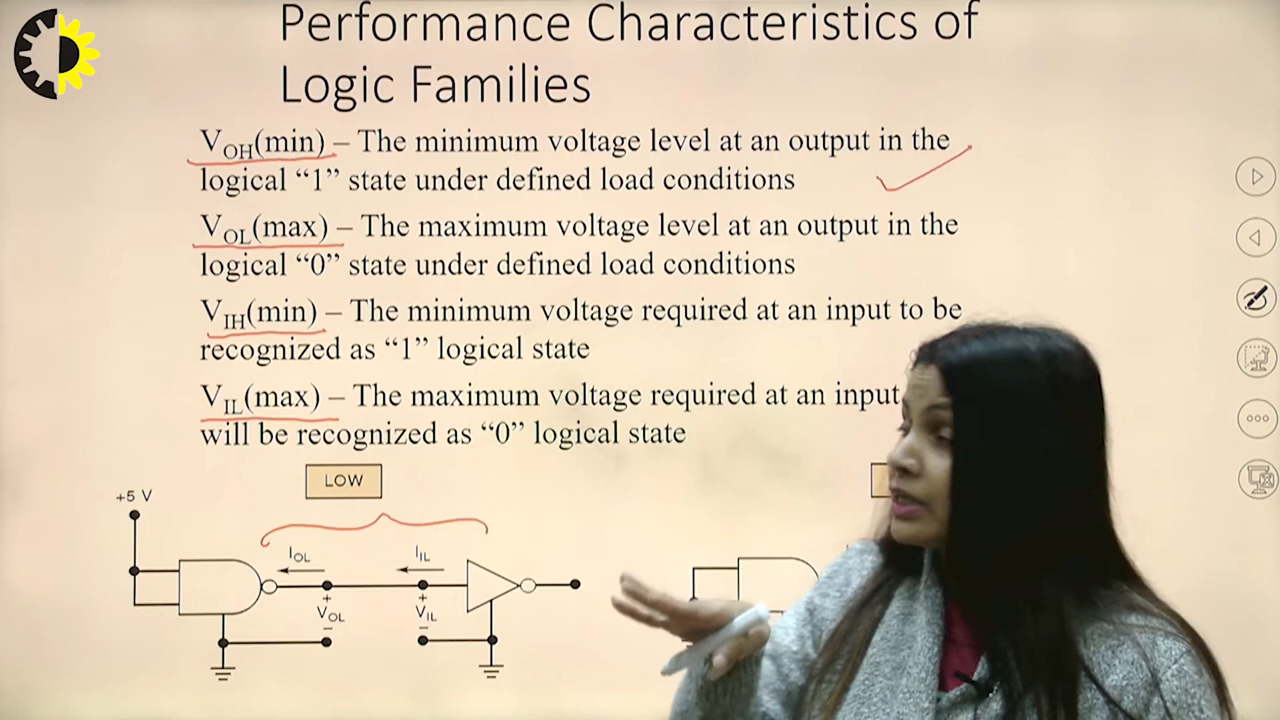 Performance Characteristics of
Logic Families
VOH(min) – The minimum voltage level at an output in the
logical “1” state under defined load conditions
VOL(max) – The maximum voltage level at an output in the
logical “0” state under defined load conditions
VIH(min) – The minimum voltage required at an input to be
recognized as “1” logical state
VIL(max) – The maximum voltage required at an input
will be recognized as “0” logical state
LOW
+5 V
IOL
IIL
+
+
VOL
VIL
–
–